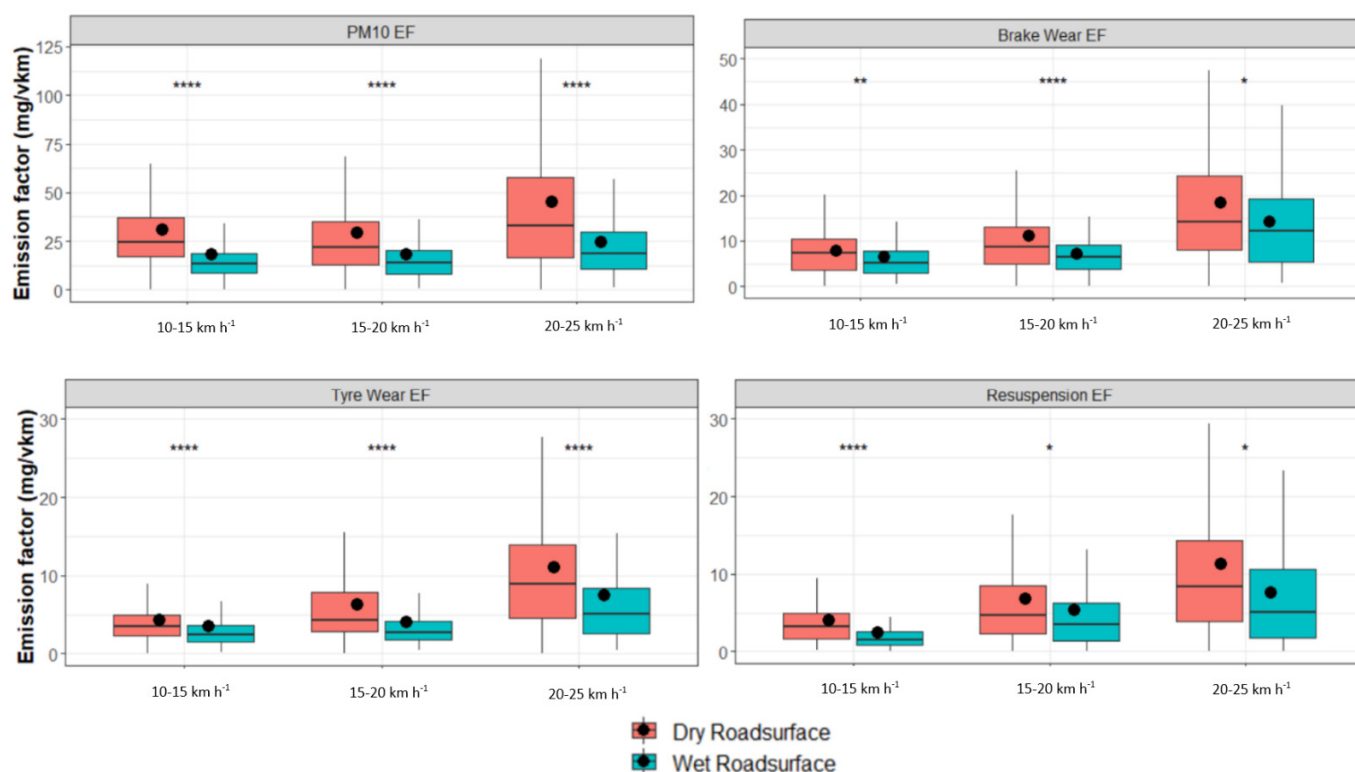 PM10 EF
Brake Wear EF
Emission factor (mg/vkm)
125
100
75
50
25
0
50
40
30
20
10
0
**** **** ****
** **** *
10-15 km h⁻¹ 15-20 km h⁻¹ 20-25 km h⁻¹
10-15 km h⁻¹ 15-20 km h⁻¹ 20-25 km h⁻¹
Tyre Wear EF
Resuspension EF
Emission factor (mg/vkm)
30
20
10
0
30
20
10
0
**** **** ****
**** * *
10-15 km h⁻¹ 15-20 km h⁻¹ 20-25 km h⁻¹
10-15 km h⁻¹ 15-20 km h⁻¹ 20-25 km h⁻¹
Dry Roadsurface
Wet Roadsurface